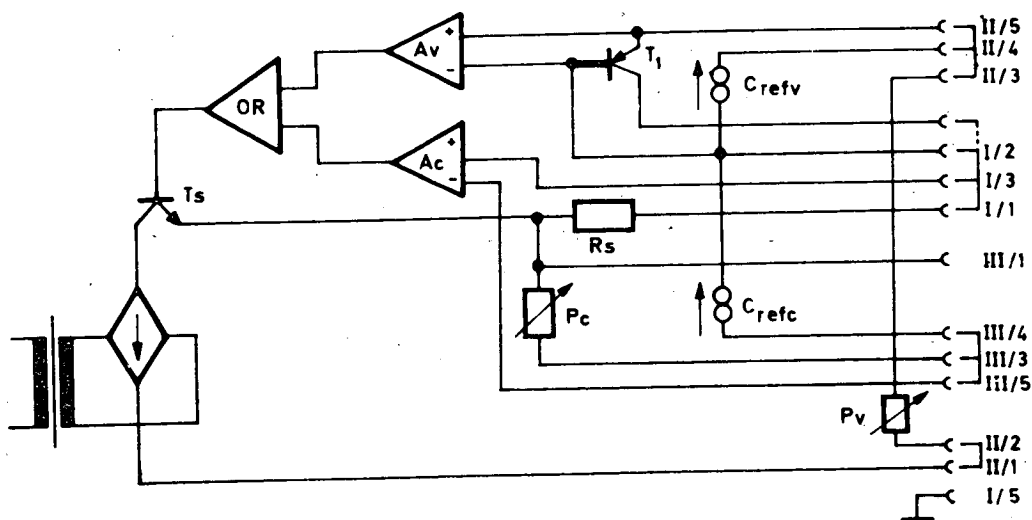 II/5
Av
+
-
T1
II/4
Crefv
II/3
OR
Ac
+
-
I/2
I/3
Ts
I/1
Rs
III/1
Pc
Crefc
III/4
III/3
III/5
Pv
II/2
II/1
I/5